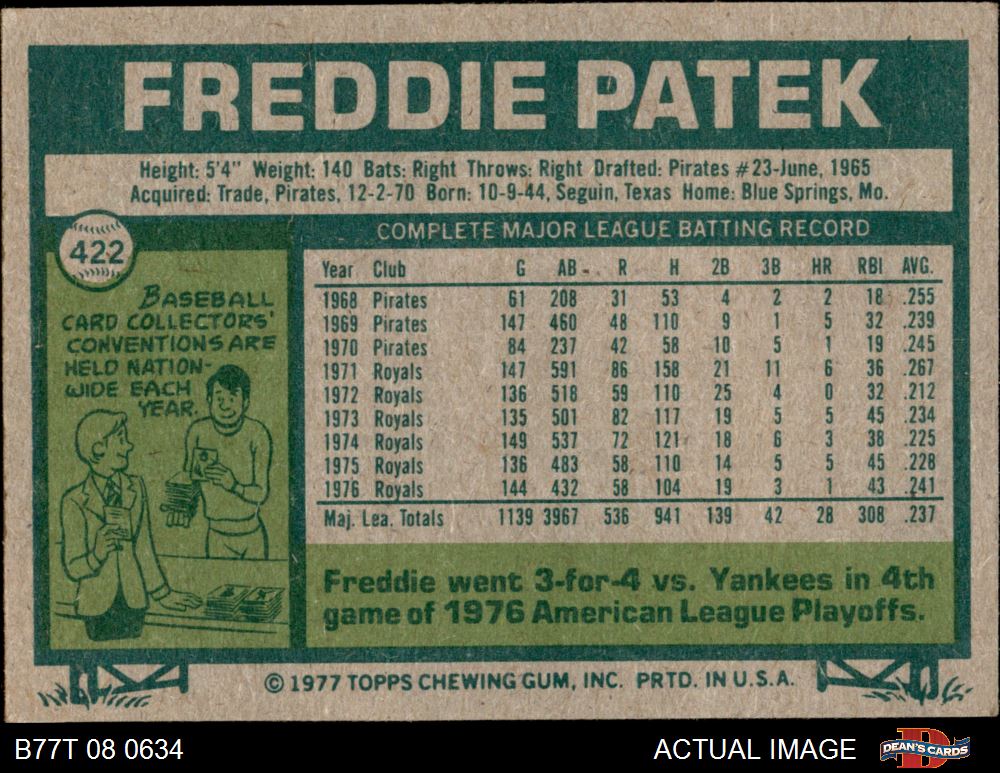 FREDDIE PATEK
Height: 5'4" Weight: 140 Bats: Right Throws: Right Drafted: Pirates #23-June, 1965
Acquired: Trade, Pirates, 12-2-70 Born: 10-9-44, Seguin, Texas Home: Blue Springs, Mo.
422
BASEBALL
CARD COLLECTORS'
CONVENTIONS ARE
HELD NATION-
WIDE EACH
YEAR.
COMPLETE MAJOR LEAGUE BATTING RECORD
Year Club G AB R H 2B 3B HR RBI AVG.
1968 Pirates 61 208 31 53 4 2 2 18 .255
1969 Pirates 147 460 48 110 9 1 5 32 .239
1970 Pirates 84 237 42 58 10 5 1 19 .245
1971 Royals 147 591 86 158 21 11 6 36 .267
1972 Royals 136 518 59 110 25 4 0 32 .212
1973 Royals 135 501 82 117 19 5 5 45 .234
1974 Royals 149 537 72 121 18 6 3 38 .225
1975 Royals 136 483 58 110 14 5 5 45 .228
1976 Royals 144 432 58 104 19 3 1 43 .241
Maj. Lea. Totals 1139 3967 536 941 139 42 28 308 .237
Freddie went 3-for-4 vs. Yankees in 4th
game of 1976 American League Playoffs.
© 1977 TOPPS CHEWING GUM, INC. PRTD. IN U.S.A.
B77T 08 0634
ACTUAL IMAGE
DEAN'S CARDS